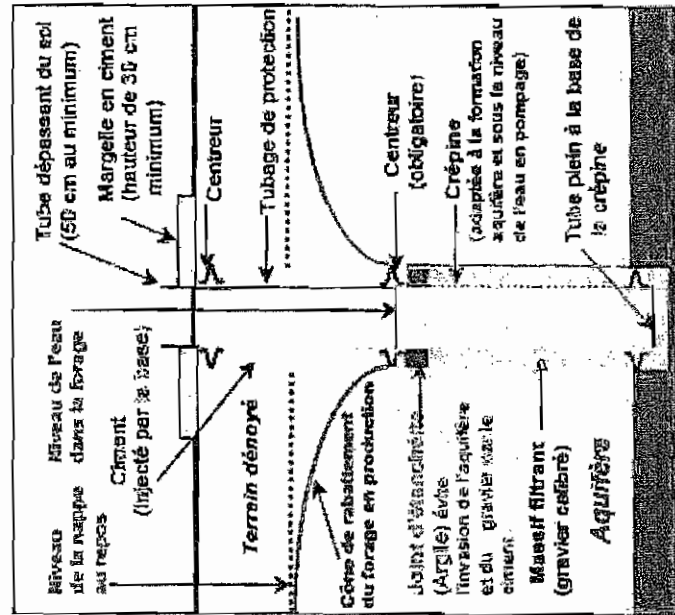 Niveau
de la nappe
au repos
Niveau de l'eau
dans le forage
Ciment
(Injecté par la base)
Terrain dénoyé
Cône de rabattement
du forage en production
Joint d'étanchéité
(Argile) évite
l'invasion de l'aquifère
et du gravier par le
ciment
Massif filtrant
(gravier calibré)
Aquifère
Tube dépassant du sol
(50 cm au minimum)
Margelle en ciment
(hauteur de 30 cm
minimum)
Centreur
Tubage de protection
Centreur
(obligatoire)
Crépine
(adaptée à la formation
aquifère et sous le niveau
de l'eau en pompage)
Tube plein à la base de
la crépine